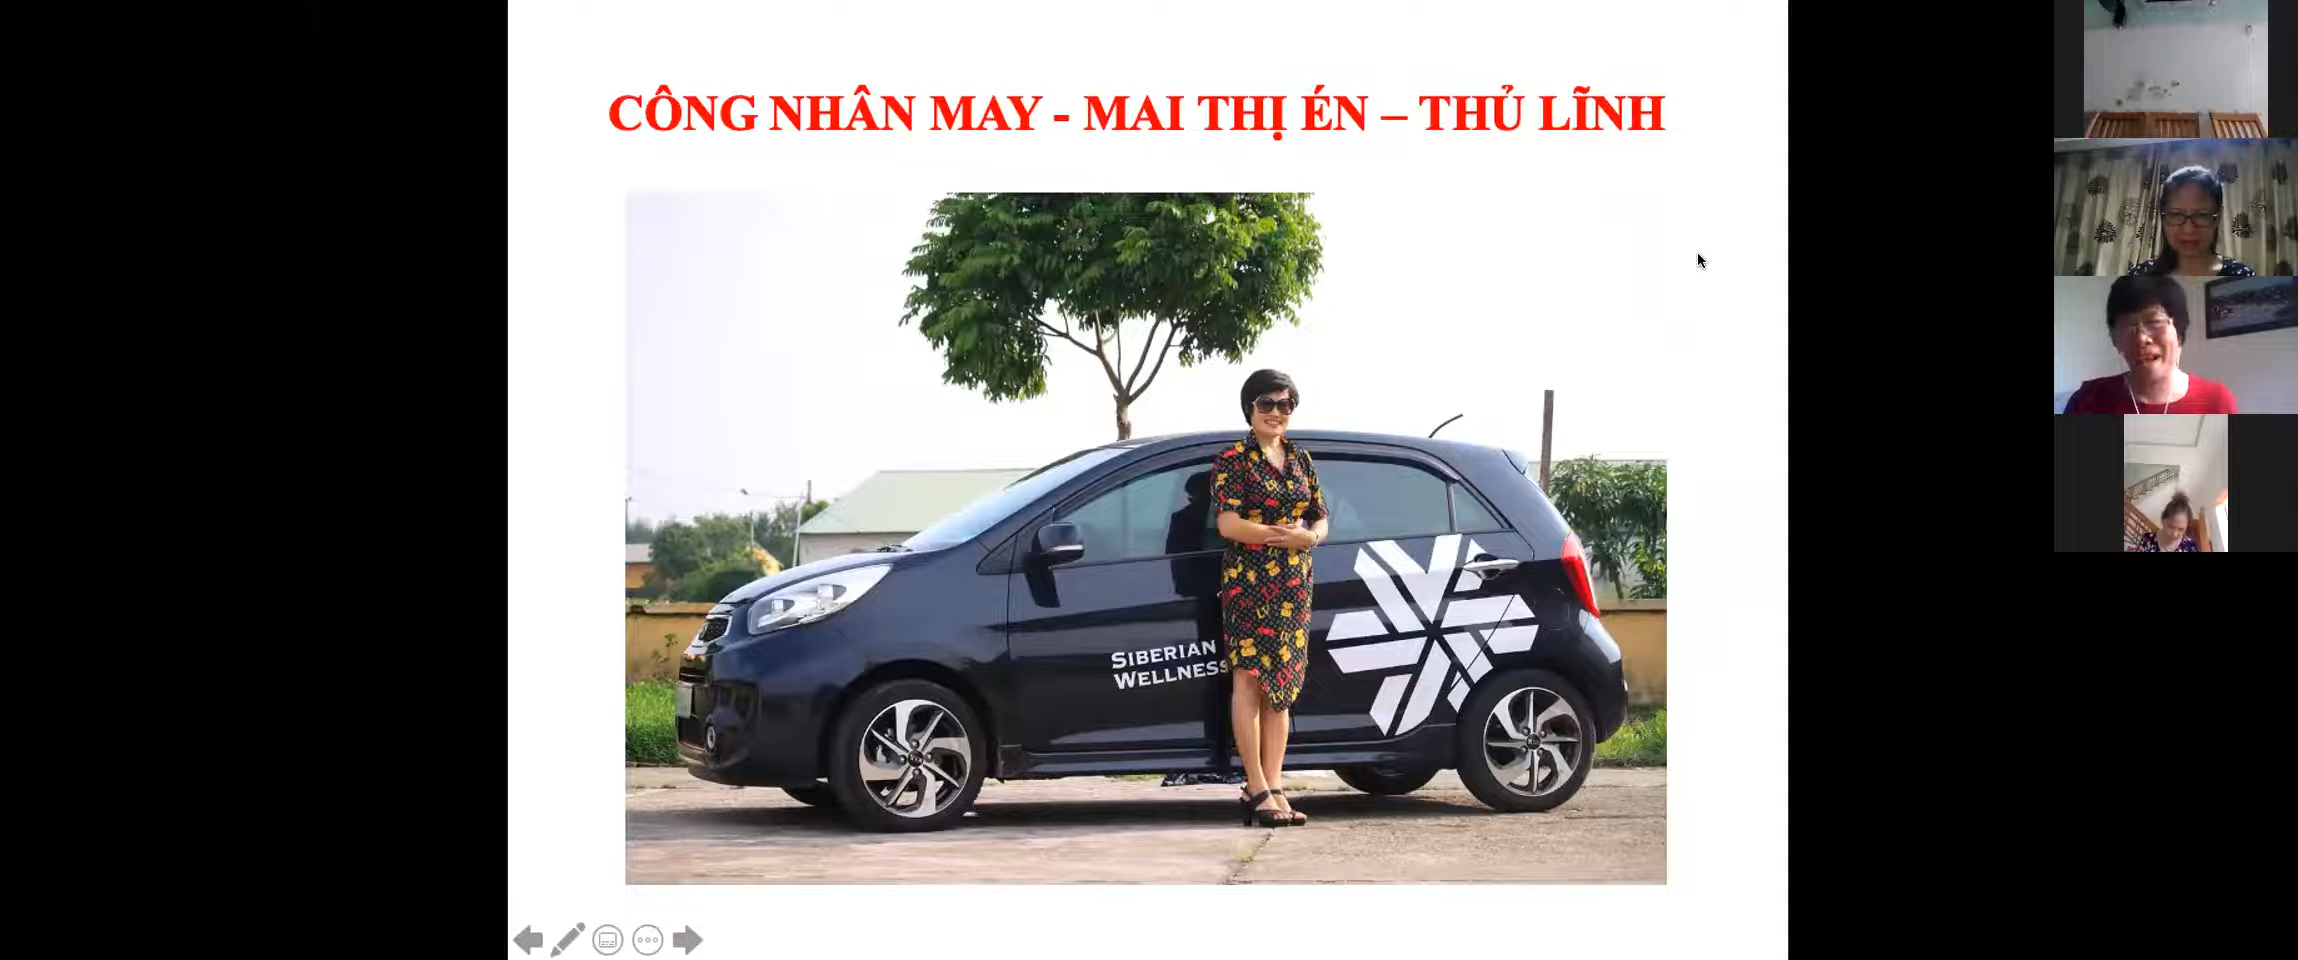 CÔNG NHÂN MAY - MAI THỊ ÉN – THỦ LĨNH
SIBERIAN
WELLNESS